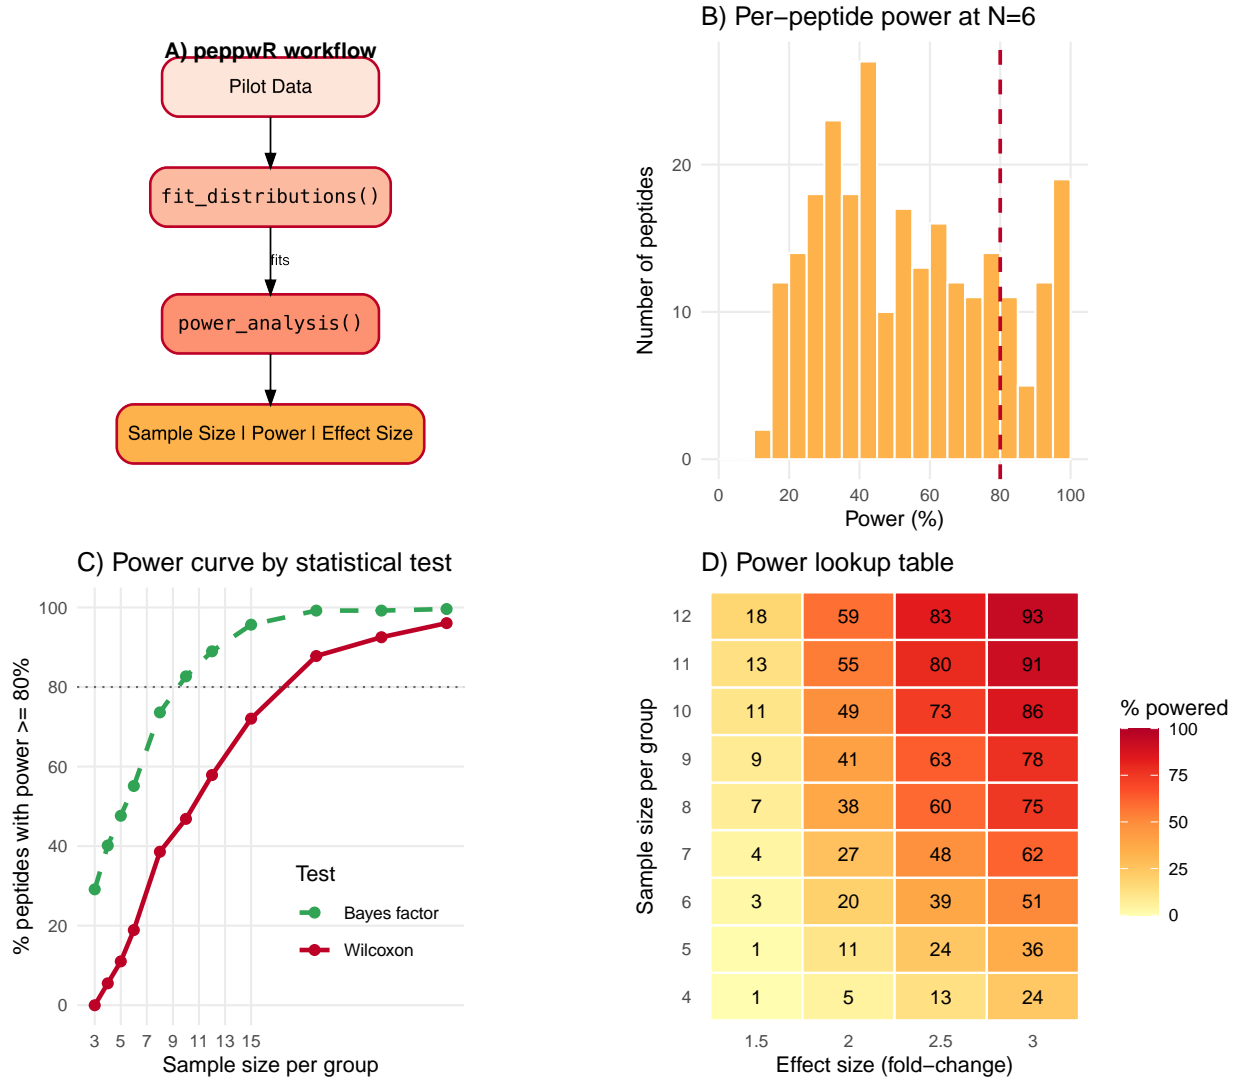 A) peppwR workflow
Pilot Data
fit_distributions()
fits
power_analysis()
Sample Size | Power | Effect Size
B) Per−peptide power at N=6
Number of peptides
20
10
0
0 20 40 60 80 100
Power (%)
C) Power curve by statistical test
% peptides with power >= 80%
100
80
60
40
20
0
Test
Bayes factor
Wilcoxon
3 5 7 9 11 13 15
Sample size per group
D) Power lookup table
Sample size per group
12 18 59 83 93
11 13 55 80 91
10 11 49 73 86
9 9 41 63 78
8 7 38 60 75
7 4 27 48 62
6 3 20 39 51
5 1 11 24 36
4 1 5 13 24
1.5 2 2.5 3
Effect size (fold−change)
% powered
100
75
50
25
0